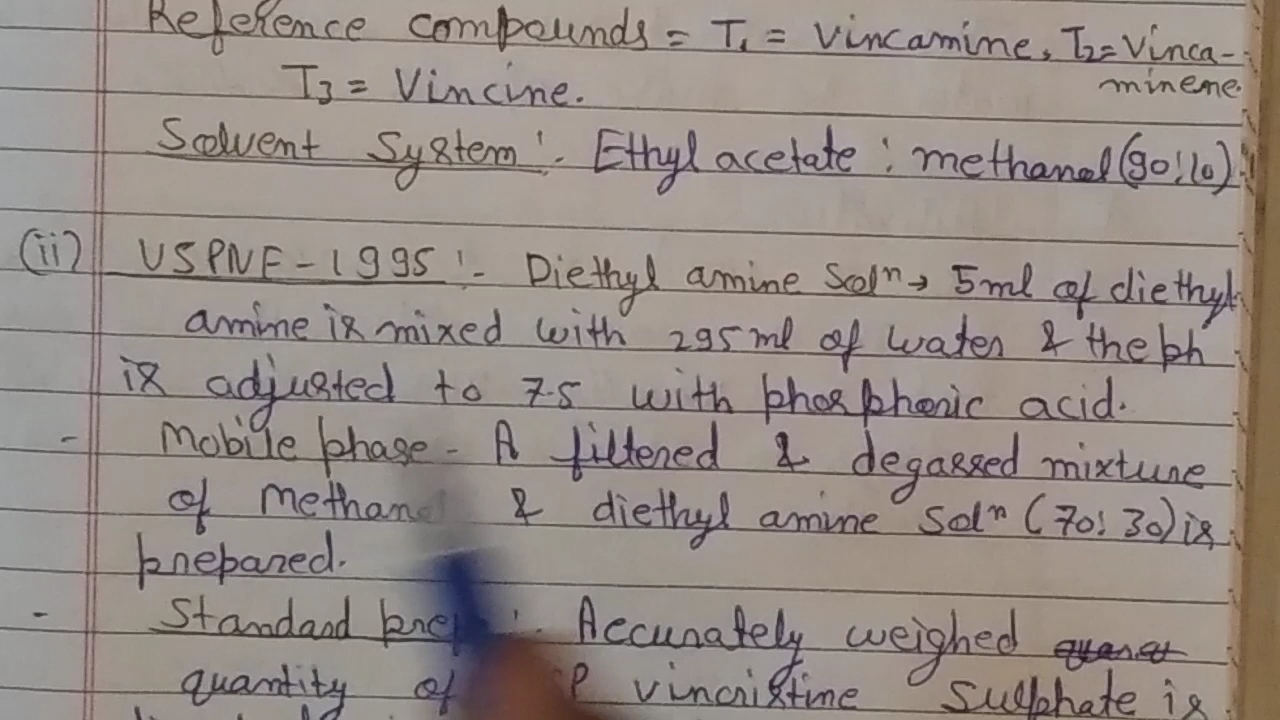 Reference compounds = T1 = Vincamine, T2 = Vinca-
minene.
T3 = Vincine.
Solvent System :- Ethyl acetate : methanol (90:10)
(ii) USPNF-1995 :- Diethyl amine Solⁿ → 5ml of diethyl
amine is mixed with 295 ml of water & the ph
is adjusted to 7.5 with phosphoric acid.
- Mobile phase - A filtered & degassed mixture
of methano & diethyl amine Solⁿ (70:30) is
prepared.
- Standard prep :- Accurately weighed
quantity of P vincristine Sulphate is